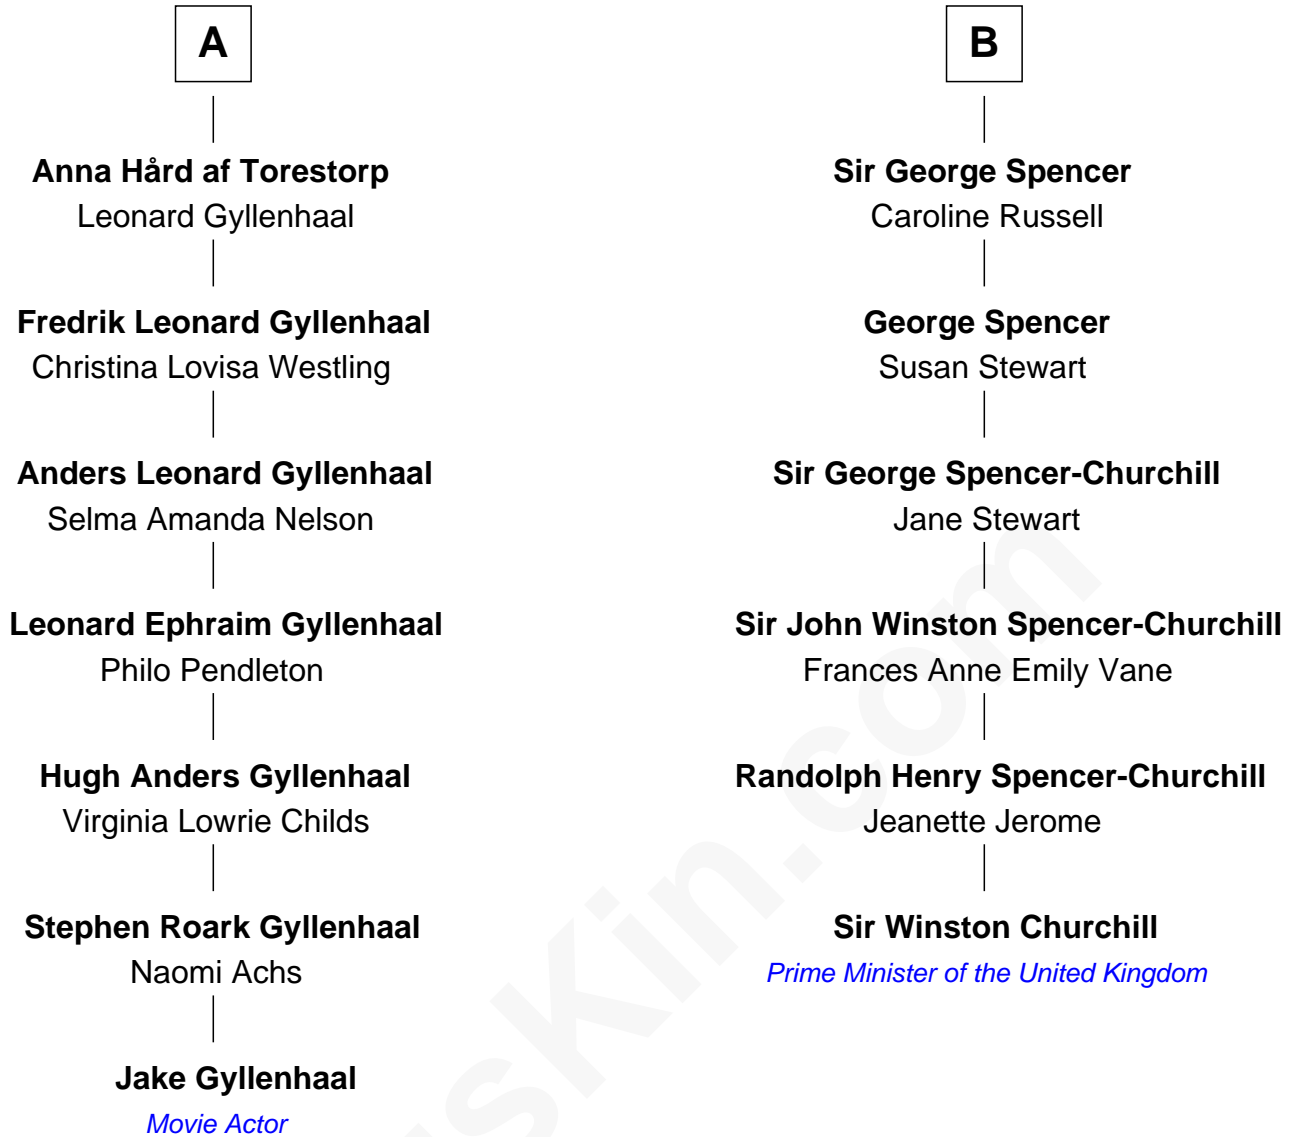 A
Anna Hård af Torestorp
Leonard Gyllenhaal
Fredrik Leonard Gyllenhaal
Christina Lovisa Westling
Anders Leonard Gyllenhaal
Selma Amanda Nelson
Leonard Ephraim Gyllenhaal
Philo Pendleton
Hugh Anders Gyllenhaal
Virginia Lowrie Childs
Stephen Roark Gyllenhaal
Naomi Achs
Jake Gyllenhaal
Movie Actor
B
Sir George Spencer
Caroline Russell
George Spencer
Susan Stewart
Sir George Spencer-Churchill
Jane Stewart
Sir John Winston Spencer-Churchill
Frances Anne Emily Vane
Randolph Henry Spencer-Churchill
Jeanette Jerome
Sir Winston Churchill
Prime Minister of the United Kingdom